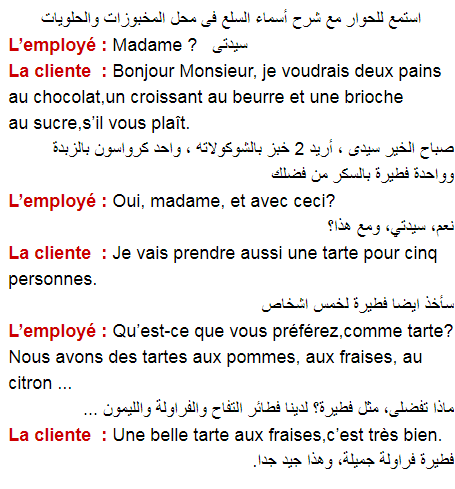 استمع للحوار مع شرح أسماء السلع فى محل المخبوزات والحلويات
L’employé : Madame ? سيدتى
La cliente : Bonjour Monsieur, je voudrais deux pains
au chocolat,un croissant au beurre et une brioche
au sucre,s’il vous plaît.
صباح الخير سيدى ، أريد 2 خبز بالشوكولاته ، واحد كرواسون بالزبدة
وواحدة فطيرة بالسكر من فضلك
L’employé : Oui, madame, et avec ceci?
نعم، سيدتي، ومع هذا؟
La cliente : Je vais prendre aussi une tarte pour cinq
personnes.
سأخذ ايضا فطيرة لخمس اشخاص
L’employé : Qu’est-ce que vous préférez,comme tarte?
Nous avons des tartes aux pommes, aux fraises, au
citron ...
ماذا تفضلى، مثل فطيرة؟ لدينا فطائر التفاح والفراولة والليمون ...
La cliente : Une belle tarte aux fraises,c’est très bien.
فطيرة فراولة جميلة، وهذا جيد جدا.